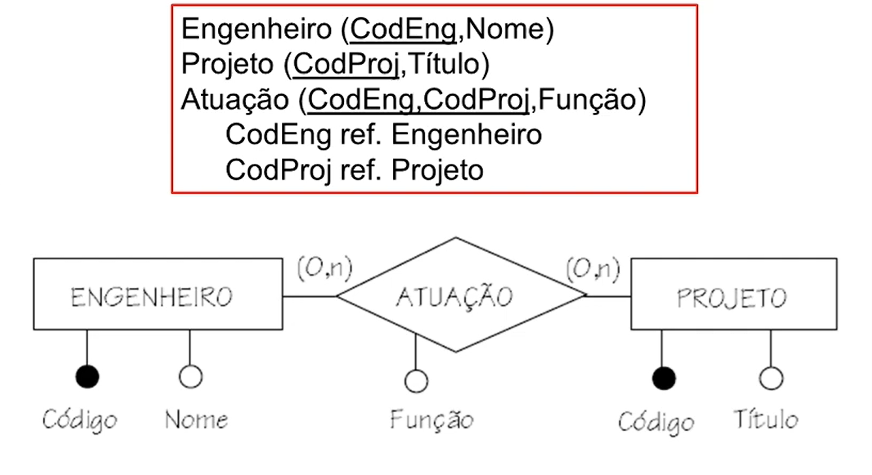 Engenheiro (CodEng,Nome)
Projeto (CodProj,Título)
Atuação (CodEng,CodProj,Função)
CodEng ref. Engenheiro
CodProj ref. Projeto
(0,n) (0,n)
ENGENHEIRO ATUAÇÃO PROJETO
Código Nome Função Código Título